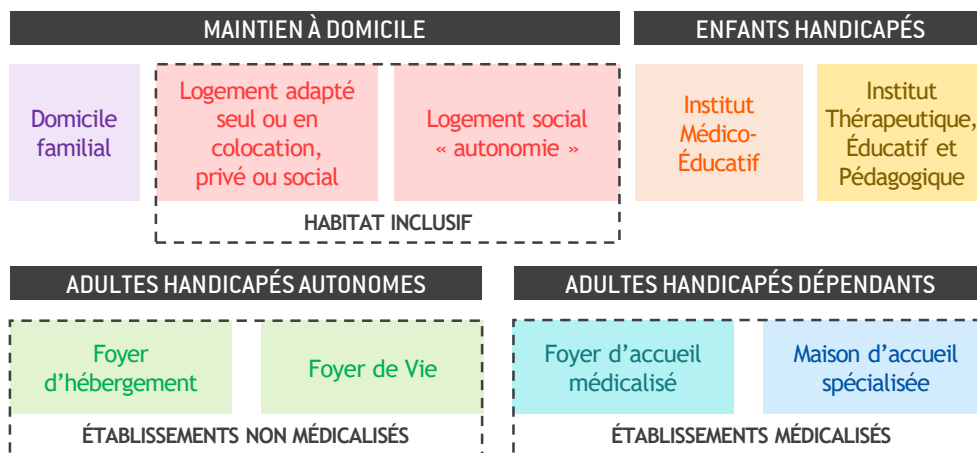 MAINTIEN À DOMICILE
Domicile
familial
Logement adapté
seul ou en
colocation,
privé ou social
Logement social
« autonomie »
HABITAT INCLUSIF
ENFANTS HANDICAPÉS
Institut
Médico-
Éducatif
Institut
Thérapeutique,
Éducatif et
Pédagogique
ADULTES HANDICAPÉS AUTONOMES
Foyer
d’hébergement
Foyer de Vie
ÉTABLISSEMENTS NON MÉDICALISÉS
ADULTES HANDICAPÉS DÉPENDANTS
Foyer d’accueil
médicalisé
Maison d’accueil
spécialisée
ÉTABLISSEMENTS MÉDICALISÉS